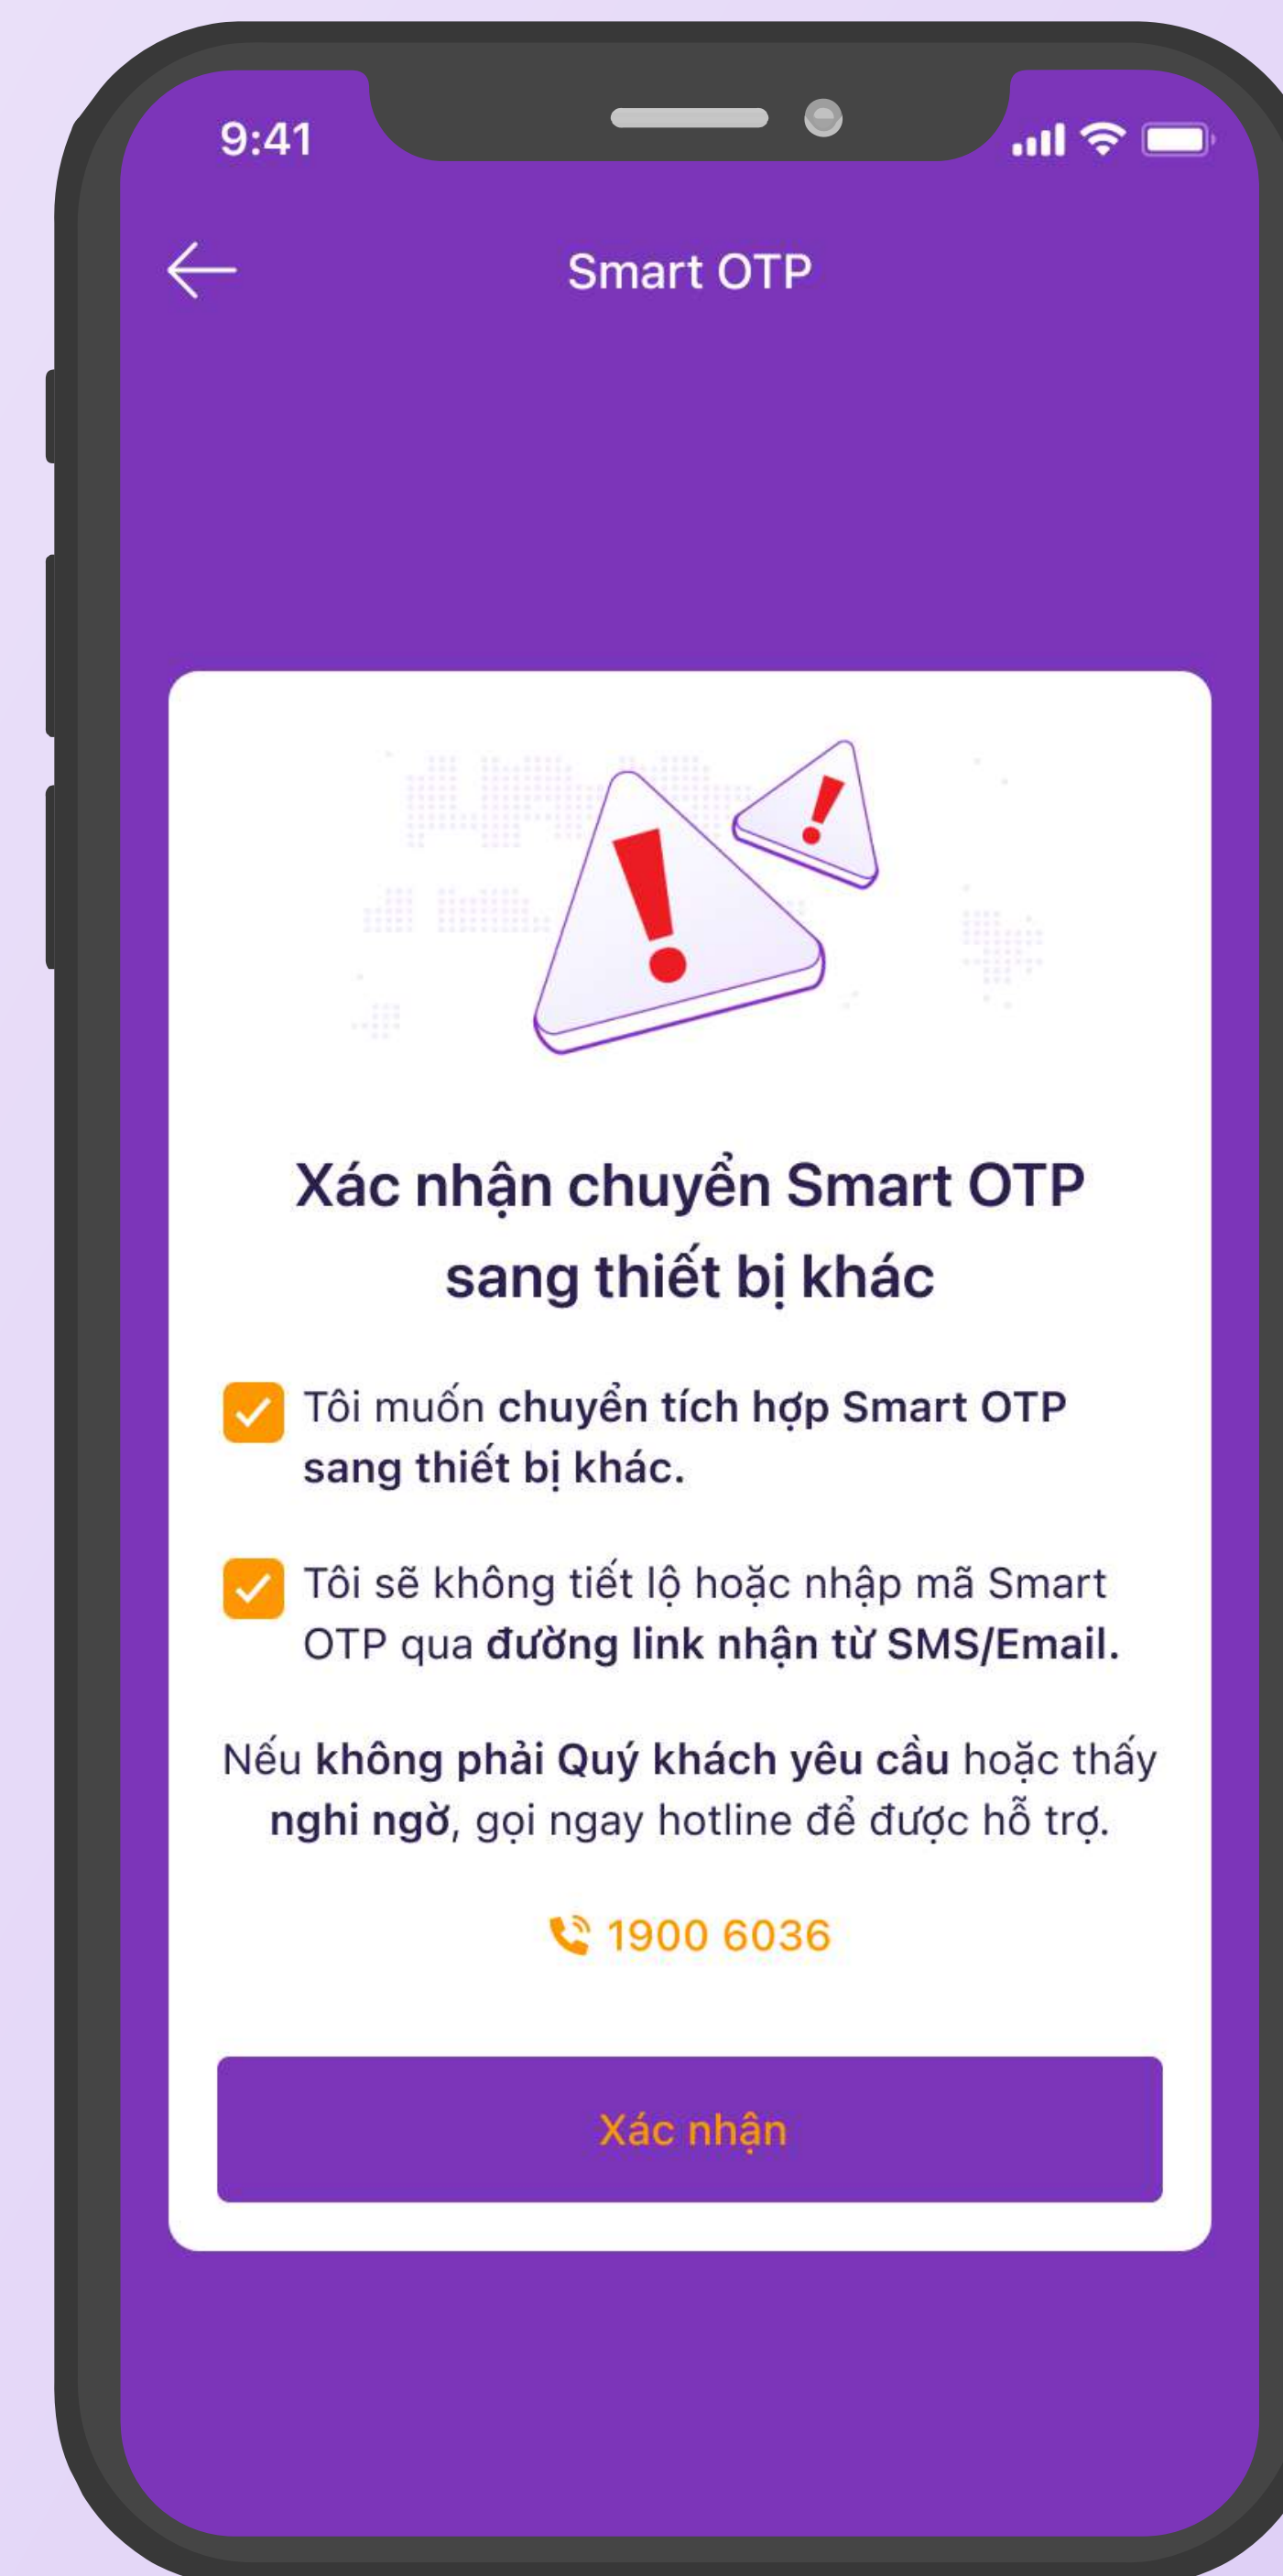 9:41
Smart OTP
Xác nhận chuyển Smart OTP
sang thiết bị khác
Tôi muốn chuyển tích hợp Smart OTP
sang thiết bị khác.
Tôi sẽ không tiết lộ hoặc nhập mã Smart
OTP qua đường link nhận từ SMS/Email.
Nếu không phải Quý khách yêu cầu hoặc thấy
nghi ngờ, gọi ngay hotline để được hỗ trợ.
1900 6036
Xác nhận